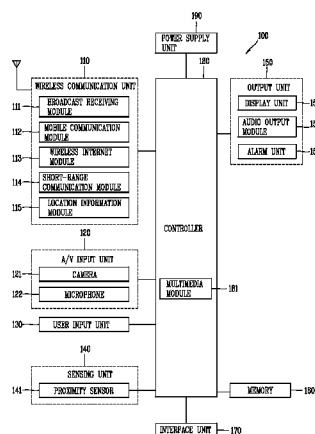 190
POWER SUPPLY
UNIT
100
110
180
150
WIRELESS COMMUNICATION UNIT
OUTPUT UNIT
111
BROADCAST RECEIVING
MODULE
DISPLAY UNIT
15
112
MOBILE COMMUNICATION
MODULE
AUDIO OUTPUT
MODULE
15
113
WIRELESS INTERNET
MODULE
ALARM UNIT
15
114
SHORT-RANGE
COMMUNICATION MODULE
115
LOCATION INFORMATION
MODULE
CONTROLLER
120
A/V INPUT UNIT
121
CAMERA
122
MICROPHONE
MULTIMEDIA
MODULE
181
130
USER INPUT UNIT
140
SENSING UNIT
141
PROXIMITY SENSOR
MEMORY
160
INTERFACE UNIT
170